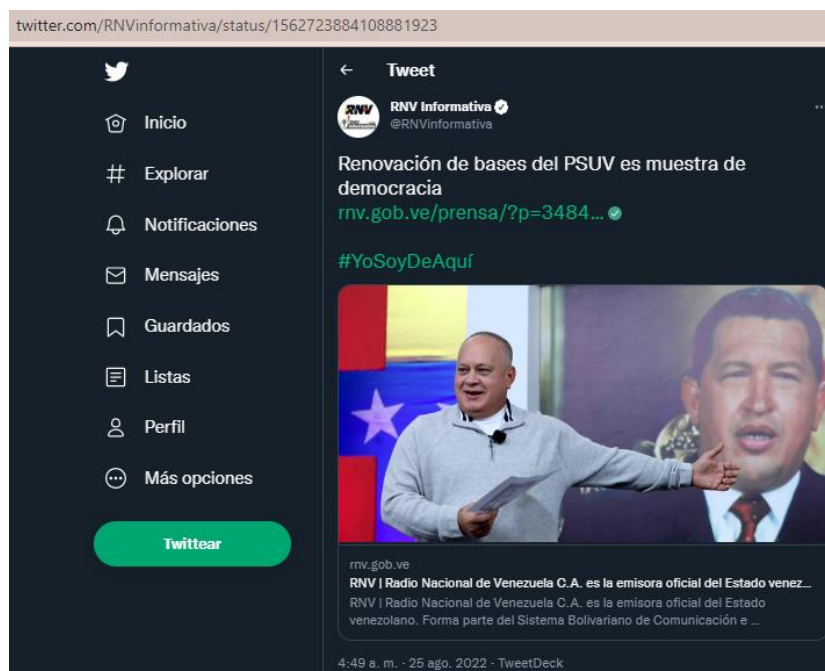 twitter.com/RNVinformativa/status/1562723884108881923
Tweet
Inicio
Explorar
Notificaciones
Mensajes
Guardados
Listas
Perfil
Más opciones
Twittear
RNV
RNV Informativa
@RNVinformativa
Renovación de bases del PSUV es muestra de
democracia
rnv.gob.ve/prensa/?p=3484...
#YoSoyDeAquí
rnv.gob.ve
RNV | Radio Nacional de Venezuela C.A. es la emisora oficial del Estado venez...
RNV | Radio Nacional de Venezuela C.A. es la emisora oficial del Estado
venezolano. Forma parte del Sistema Bolivariano de Comunicación e ...
4:49 a. m. · 25 ago. 2022 · TweetDeck